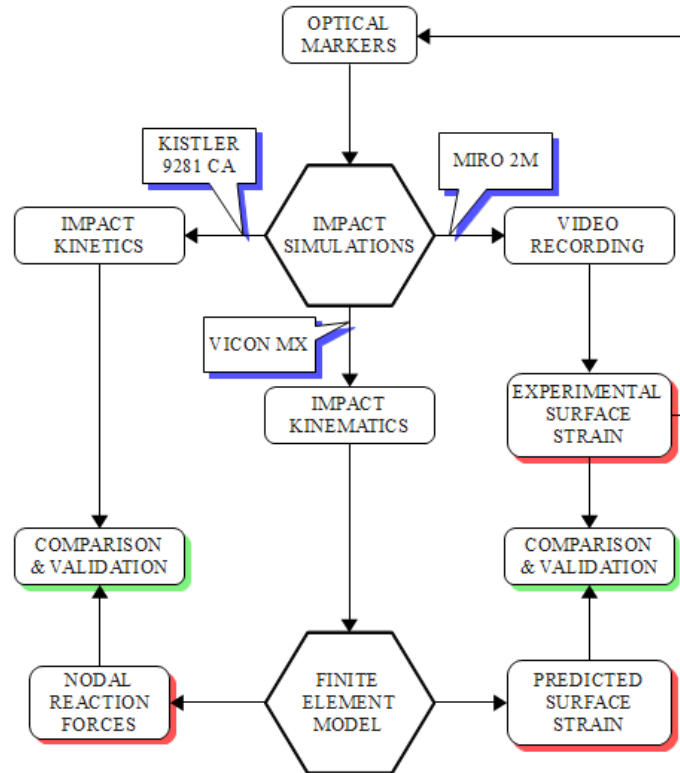 OPTICAL
MARKERS
KISTLER
9281 CA
MIRO 2M
IMPACT
KINETICS
IMPACT
SIMULATIONS
VIDEO
RECORDING
VICON MX
IMPACT
KINEMATICS
EXPERIMENTAL
SURFACE
STRAIN
COMPARISON
& VALIDATION
COMPARISON
& VALIDATION
NODAL
REACTION
FORCES
FINITE
ELEMENT
MODEL
PREDICTED
SURFACE
STRAIN